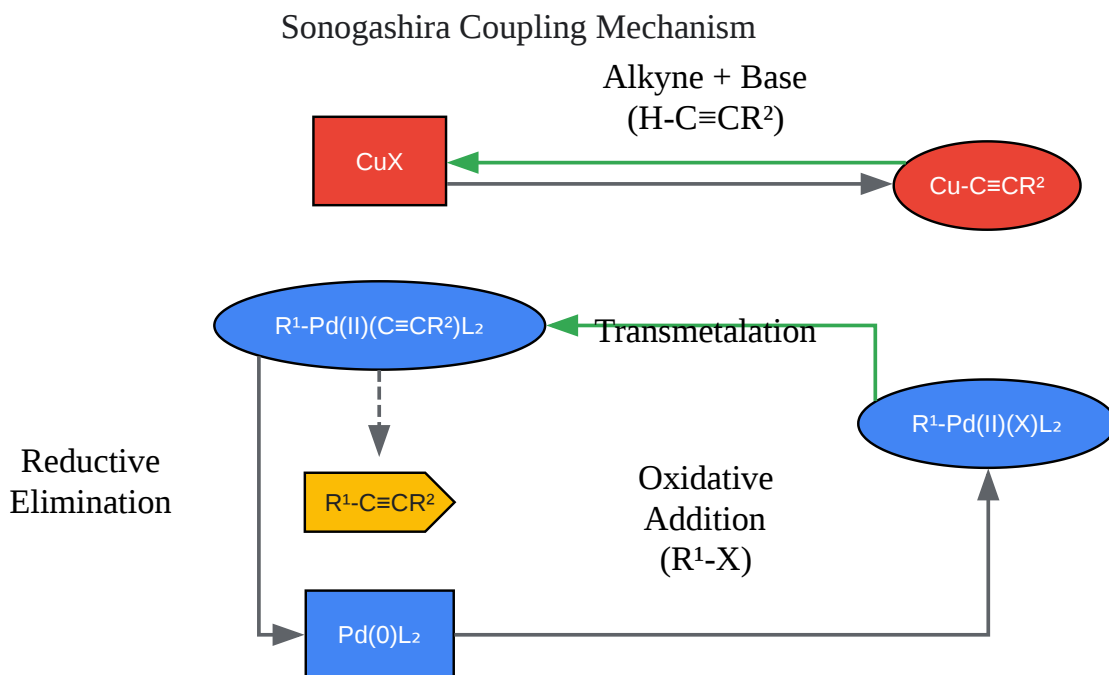 Sonogashira Coupling Mechanism
Alkyne + Base
(H-C≡CR²)
CuX
Cu-C≡CR²
R¹-Pd(II)(C≡CR²)L₂
Transmetalation
R¹-Pd(II)(X)L₂
Reductive
Elimination
R¹-C≡CR²
Oxidative
Addition
(R¹-X)
Pd(0)L₂